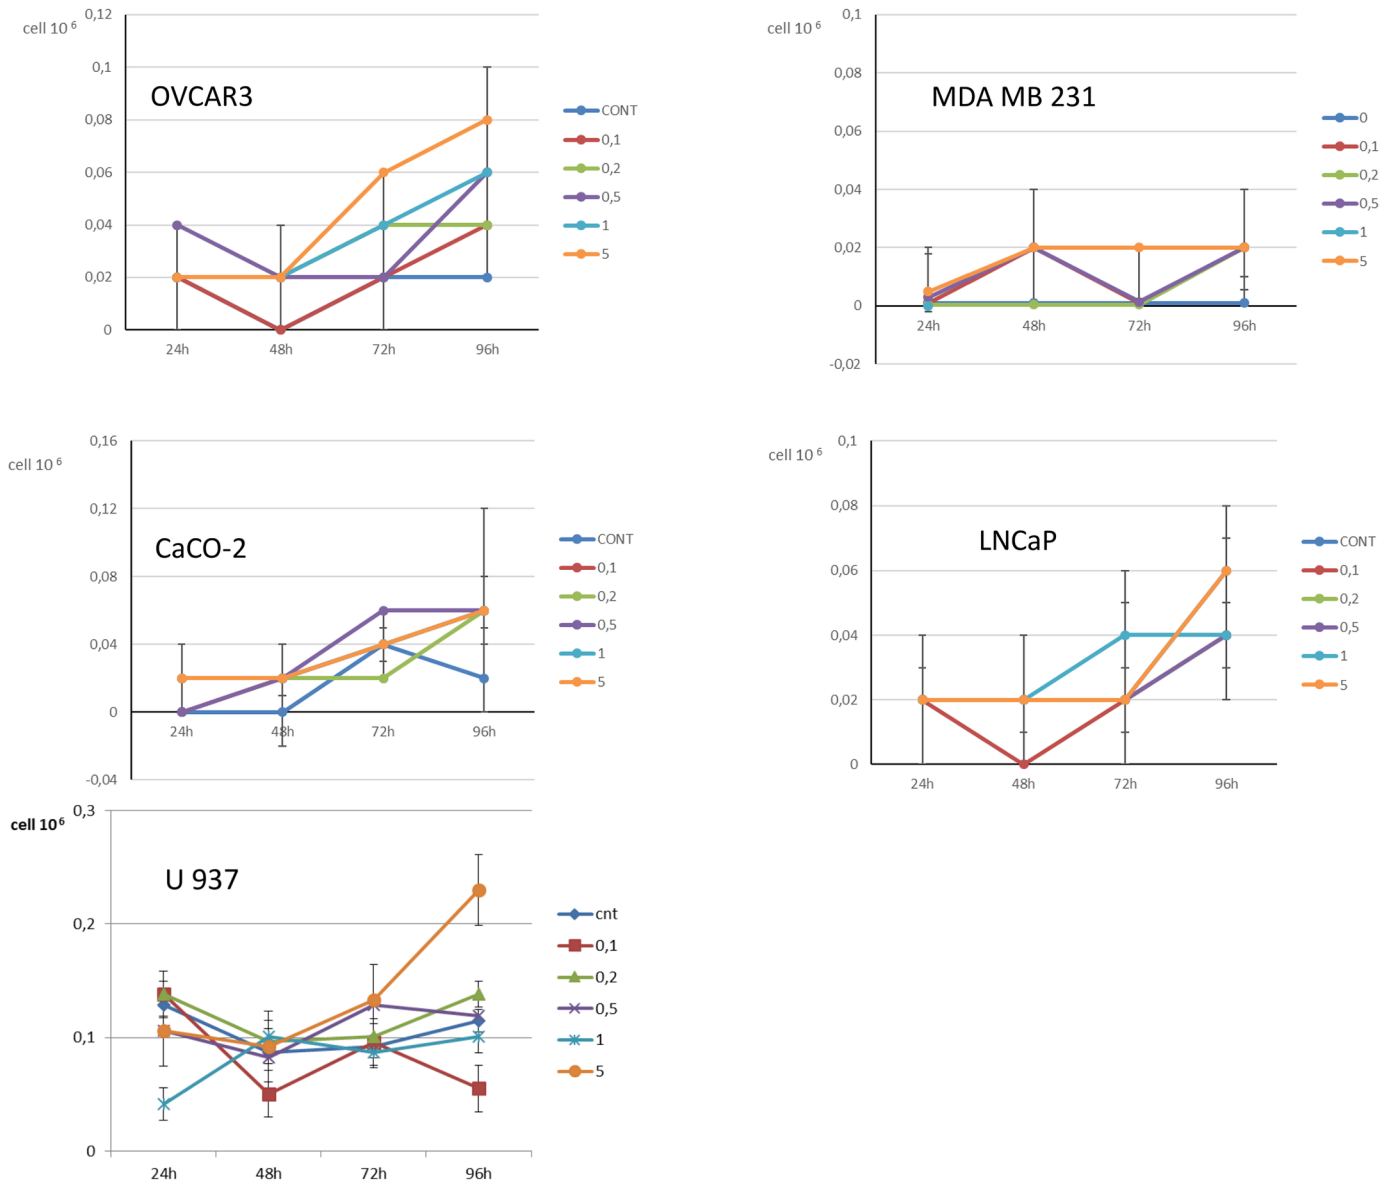 cell 10 6
0,12
0,1
0,08
0,06
0,04
0,02
0
OVCAR3
24h 48h 72h 96h
CONT
0,1
0,2
0,5
1
5
cell 10 6
0,1
0,08
0,06
0,04
0,02
0
-0,02
MDA MB 231
24h 48h 72h 96h
0
0,1
0,2
0,5
1
5
cell 10 6
0,16
0,12
0,08
0,04
0
-0,04
CaCO-2
24h 48h 72h 96h
CONT
0,1
0,2
0,5
1
5
cell 10 6
0,1
0,08
0,06
0,04
0,02
0
LNCaP
24h 48h 72h 96h
CONT
0,1
0,2
0,5
1
5
cell 10 6
0,3
0,2
0,1
0
U 937
24h 48h 72h 96h
cnt
0,1
0,2
0,5
1
5